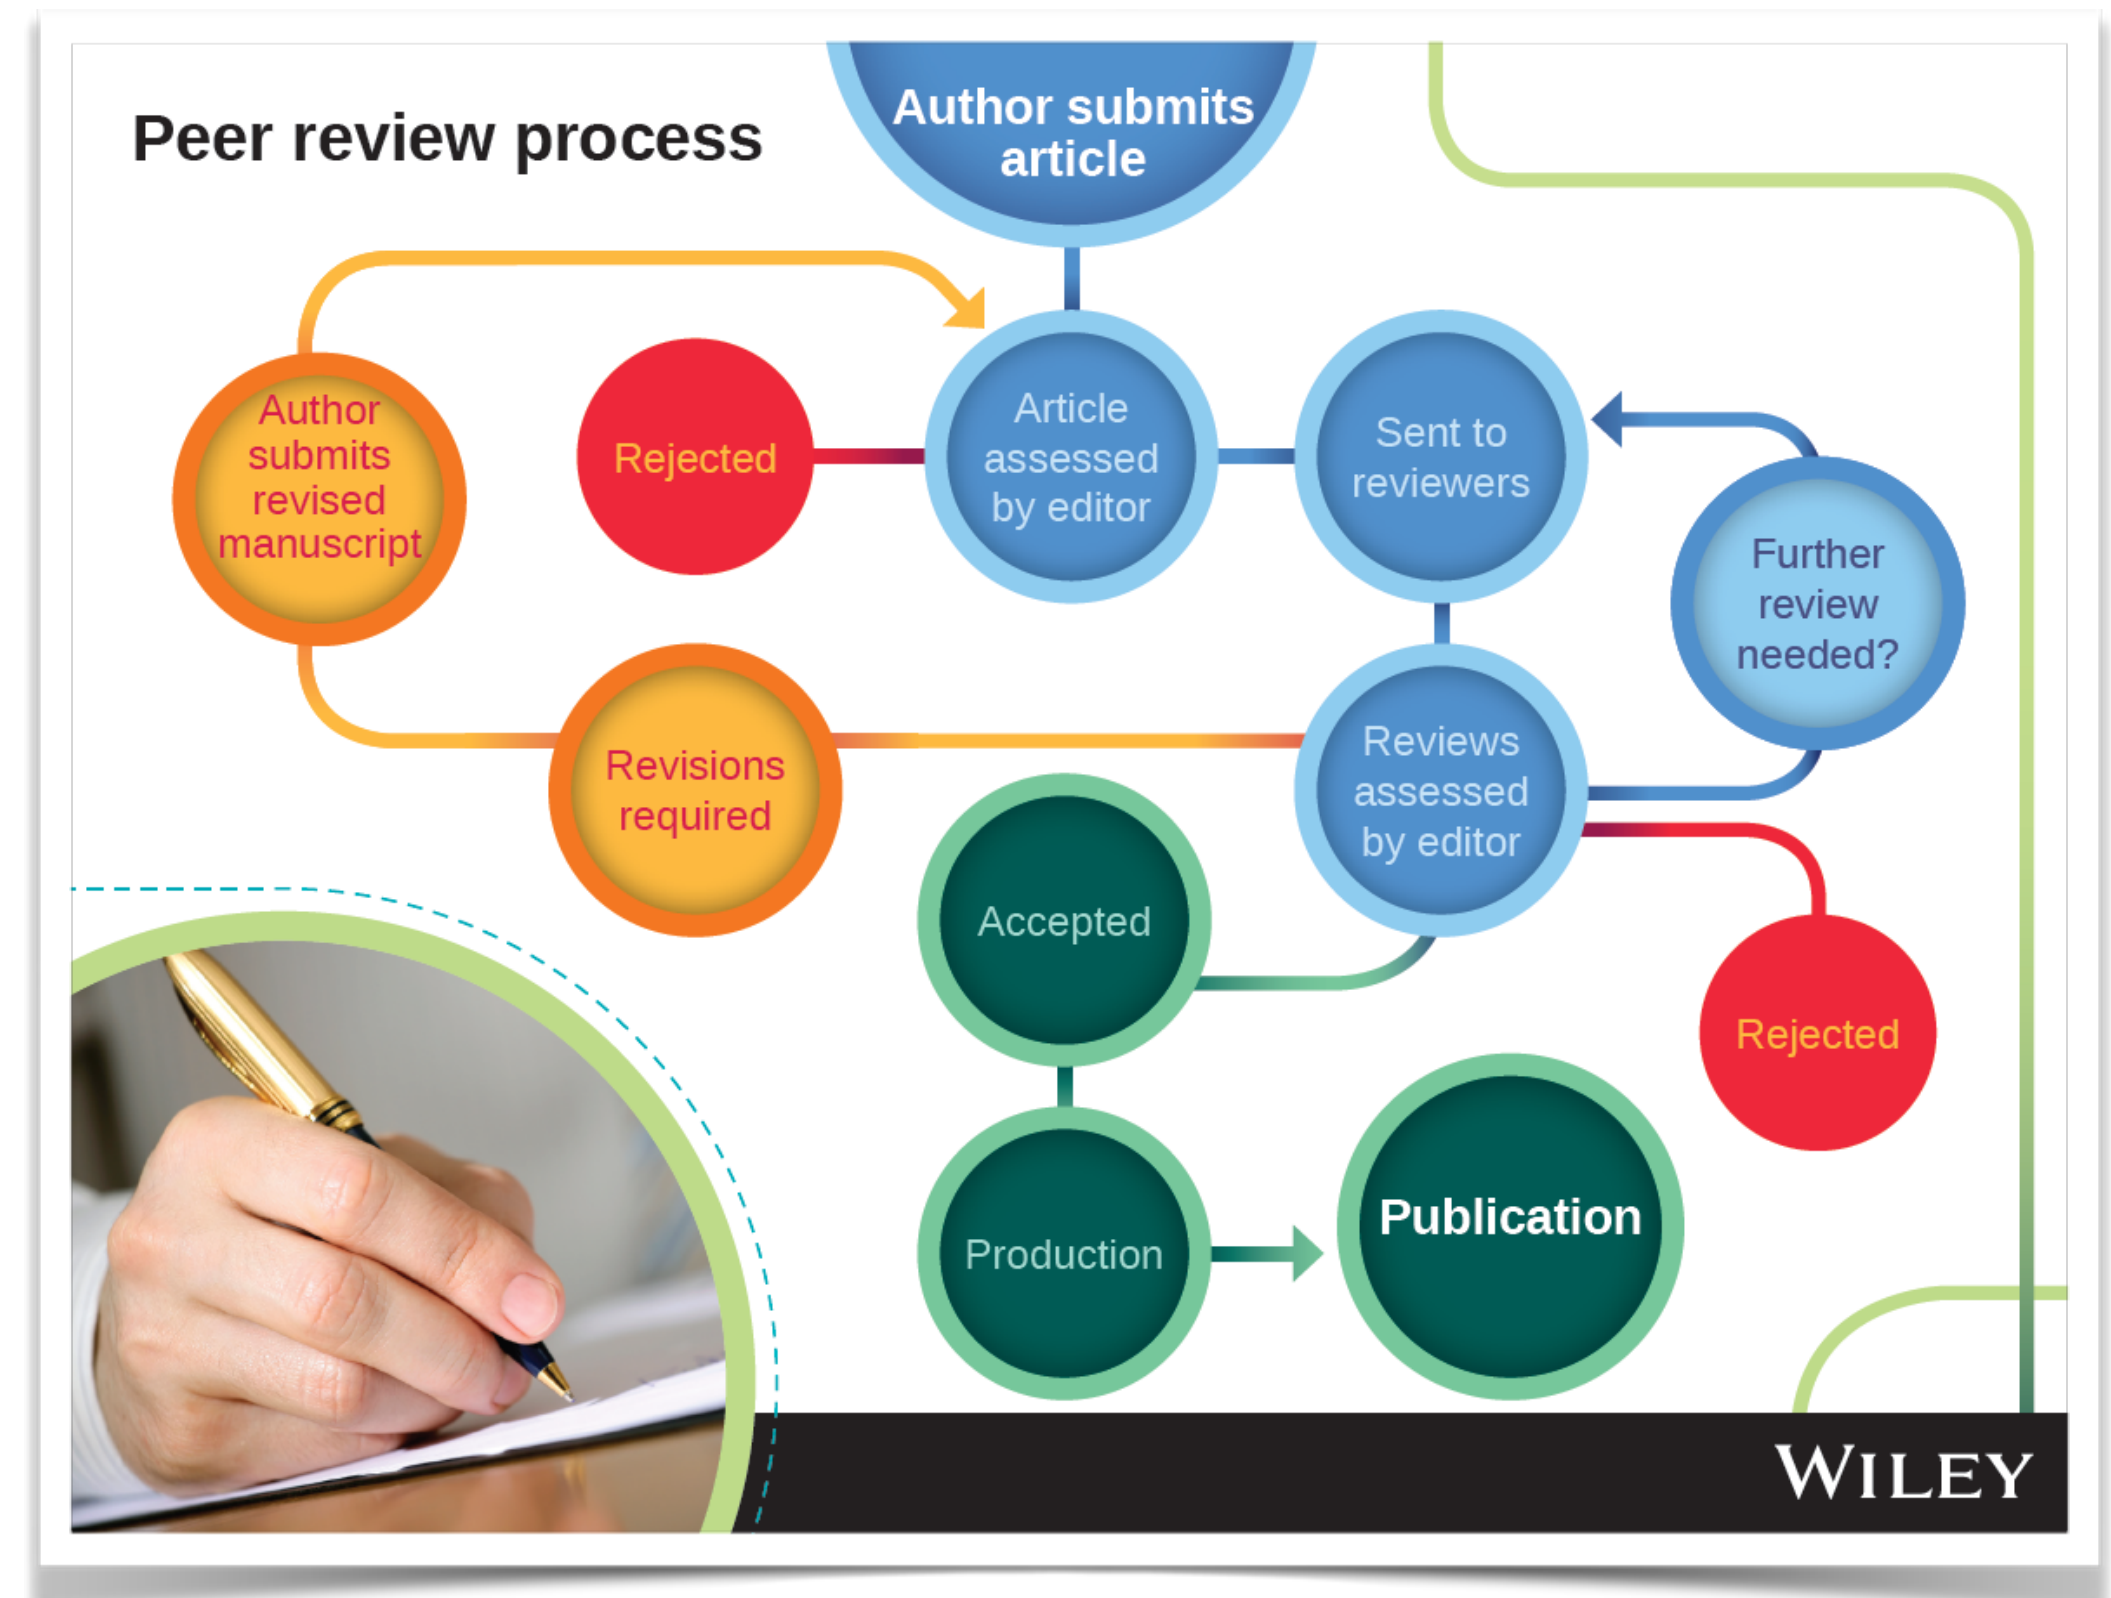 Peer review process
Author submits
article
Author
submits
revised
manuscript
Rejected
Article
assessed
by editor
Sent to
reviewers
Further
review
needed?
Revisions
required
Reviews
assessed
by editor
Accepted
Rejected
Production
Publication
WILEY